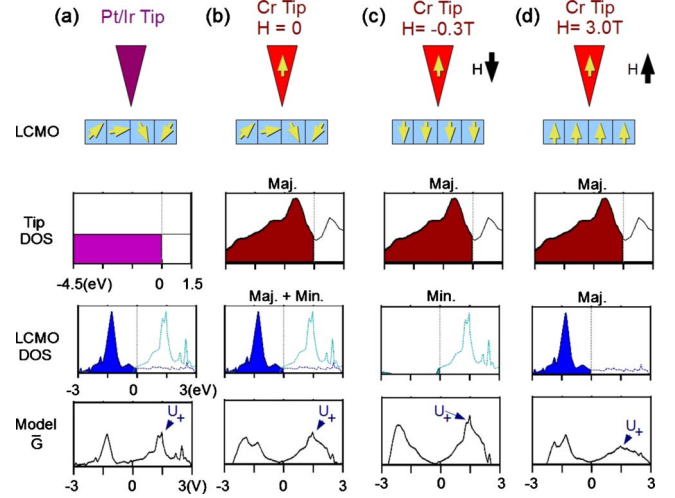 (a) Pt/Ir Tip (b) Cr Tip H = 0 (c) Cr Tip H= -0.3T (d) Cr Tip H= 3.0T
H H
LCMO
Maj. Maj. Maj.
Tip DOS
-4.5(eV) 0 1.5
Maj. + Min. Min. Maj.
LCMO DOS
-3 0 3(eV)
Model G̅
U+ U+ U+ U+
-3 0 3(V) -3 0 3 -3 0 3 -3 0 3